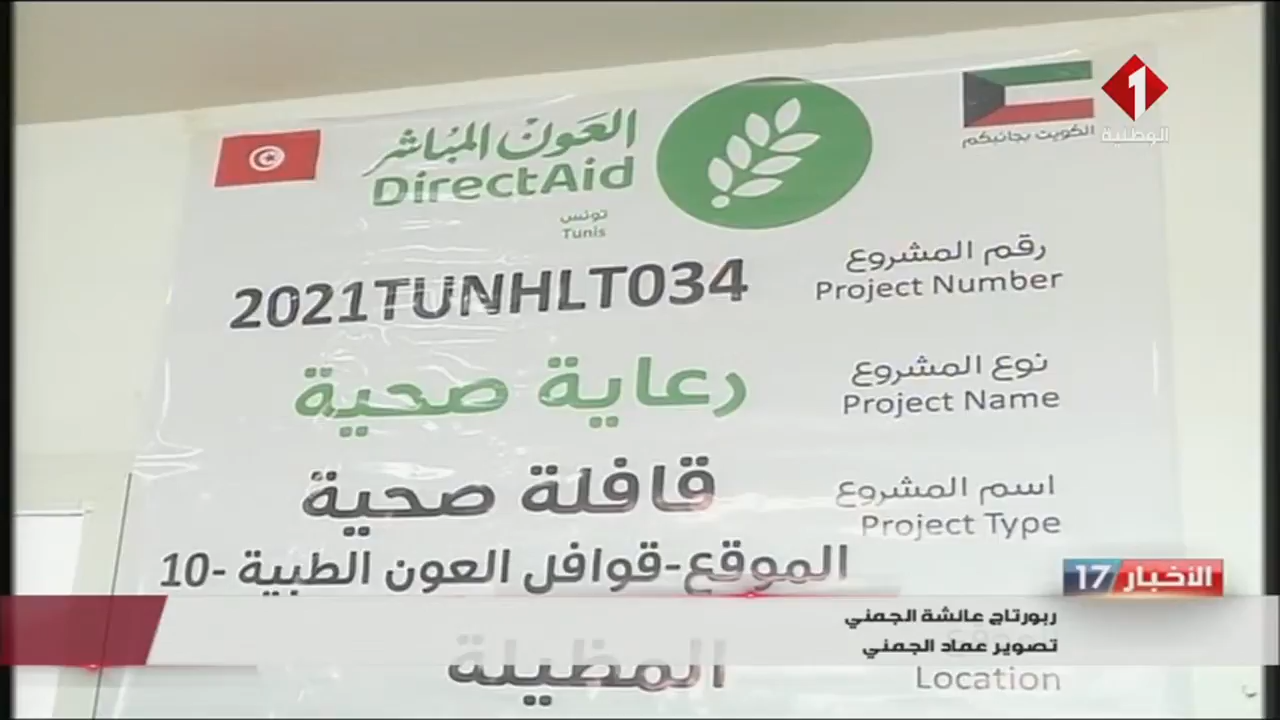 العون المباشر
DirectAid
تونس
Tunis
الكويت بجانبكم
1
الوطنية
رقم المشروع
Project Number
2021TUNHLT034
نوع المشروع
Project Name
رعاية صحية
اسم المشروع
Project Type
قافلة صحية
الموقع-قوافل العون الطبية -10
الأخبار 17
ربورتاج عائشة الجمني
تصوير عماد الجمني
Location
المظيلة